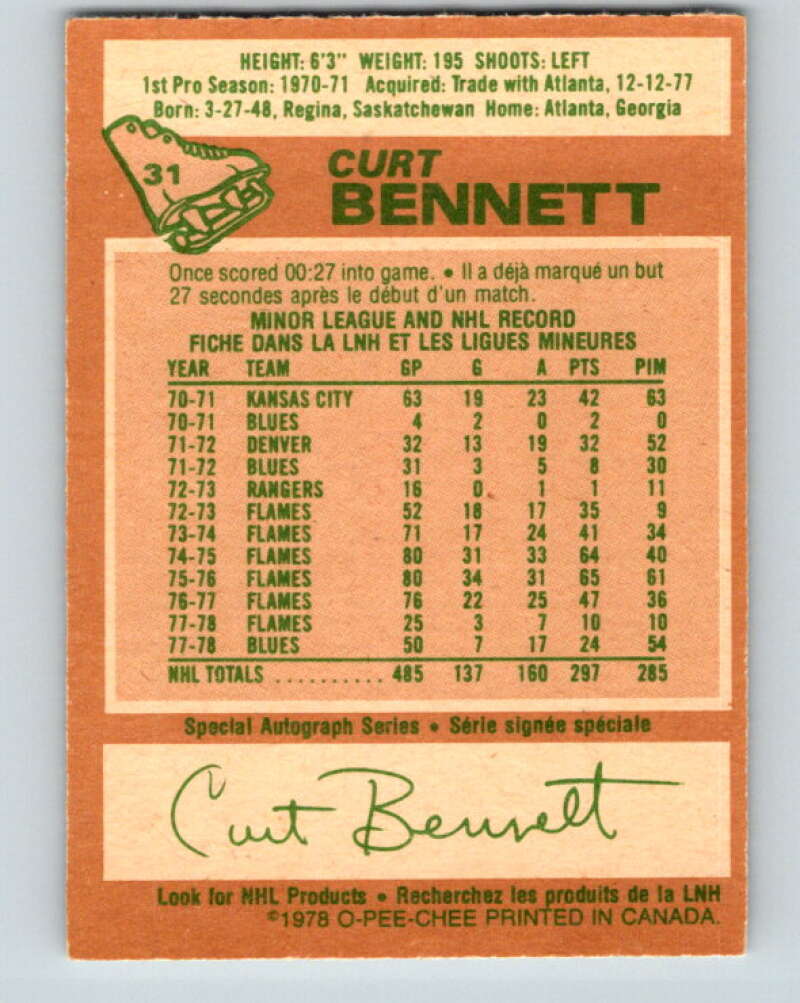 HEIGHT: 6'3" WEIGHT: 195 SHOOTS: LEFT
1st Pro Season: 1970-71 Acquired: Trade with Atlanta, 12-12-77
Born: 3-27-48, Regina, Saskatchewan Home: Atlanta, Georgia
31
CURT
BENNETT
Once scored 00:27 into game. • Il a déjà marqué un but
27 secondes après le début d'un match.
MINOR LEAGUE AND NHL RECORD
FICHE DANS LA LNH ET LES LIGUES MINEURES
YEAR TEAM GP G A PTS PIM
70-71 KANSAS CITY 63 19 23 42 63
70-71 BLUES 4 2 0 2 0
71-72 DENVER 32 13 19 32 52
71-72 BLUES 31 3 5 8 30
72-73 RANGERS 16 0 1 1 11
72-73 FLAMES 52 18 17 35 9
73-74 FLAMES 71 17 24 41 34
74-75 FLAMES 80 31 33 64 40
75-76 FLAMES 80 34 31 65 61
76-77 FLAMES 76 22 25 47 36
77-78 FLAMES 25 3 7 10 10
77-78 BLUES 50 7 17 24 54
NHL TOTALS .......... 485 137 160 297 285
Special Autograph Series • Série signée spéciale
Curt Bennett
Look for NHL Products • Recherchez les produits de la LNH
©1978 O-PEE-CHEE PRINTED IN CANADA.